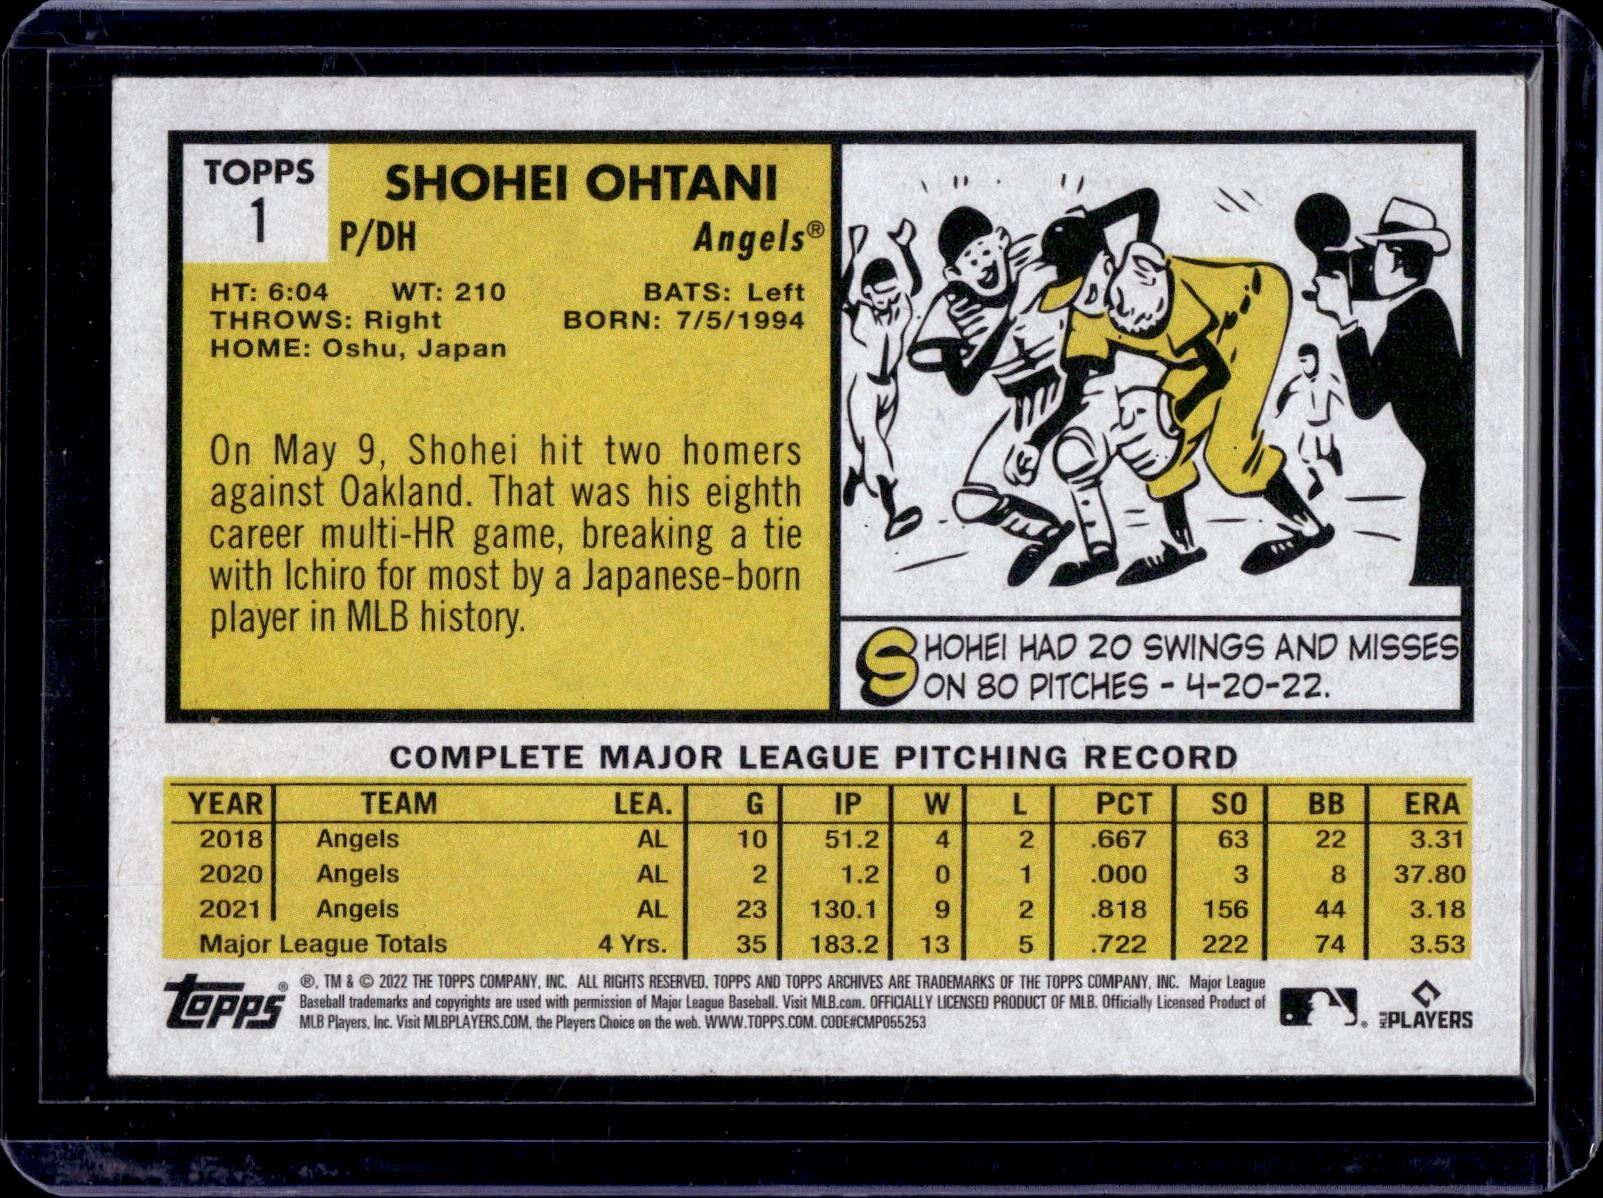 TOPPS
1
SHOHEI OHTANI
P/DH
Angels®
HT: 6:04 WT: 210 BATS: Left
THROWS: Right BORN: 7/5/1994
HOME: Oshu, Japan
On May 9, Shohei hit two homers
against Oakland. That was his eighth
career multi-HR game, breaking a tie
with Ichiro for most by a Japanese-born
player in MLB history.
SHOHEI HAD 20 SWINGS AND MISSES
ON 80 PITCHES - 4-20-22.
COMPLETE MAJOR LEAGUE PITCHING RECORD
YEAR TEAM LEA. G IP W L PCT SO BB ERA
2018 Angels AL 10 51.2 4 2 .667 63 22 3.31
2020 Angels AL 2 1.2 0 1 .000 3 8 37.80
2021 Angels AL 23 130.1 9 2 .818 156 44 3.18
Major League Totals 4 Yrs. 35 183.2 13 5 .722 222 74 3.53
topps®
®, TM & © 2022 THE TOPPS COMPANY, INC. ALL RIGHTS RESERVED. TOPPS AND TOPPS ARCHIVES ARE TRADEMARKS OF THE TOPPS COMPANY, INC. Major League
Baseball trademarks and copyrights are used with permission of Major League Baseball. Visit MLB.com. OFFICIALLY LICENSED PRODUCT OF MLB. Officially Licensed Product of
MLB Players, Inc. Visit MLBPLAYERS.COM, the Players Choice on the web. WWW.TOPPS.COM. CODE#CMP055253
MLB PLAYERS